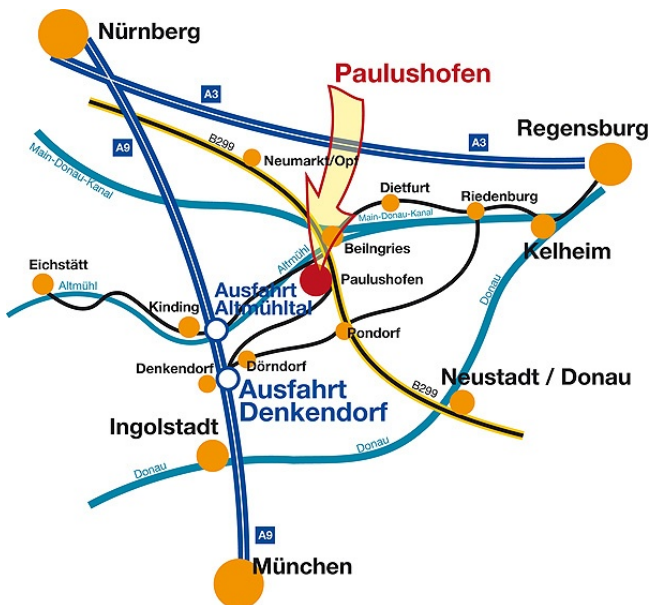 Nürnberg
Paulushofen
A3
A9
B299
A3
Regensburg
Main-Donau-Kanal
Neumarkt/Opf
Dietfurt
Riedenburg
Main-Donau-Kanal
Beilngries
Kelheim
Altmühl
Eichstätt
Altmühl
Paulushofen
Donau
Kinding
Ausfahrt
Altmühltal
Pondorf
Denkendorf
Dörndorf
Ausfahrt
Denkendorf
Neustadt / Donau
B299
Ingolstadt
Donau
Donau
A9
München